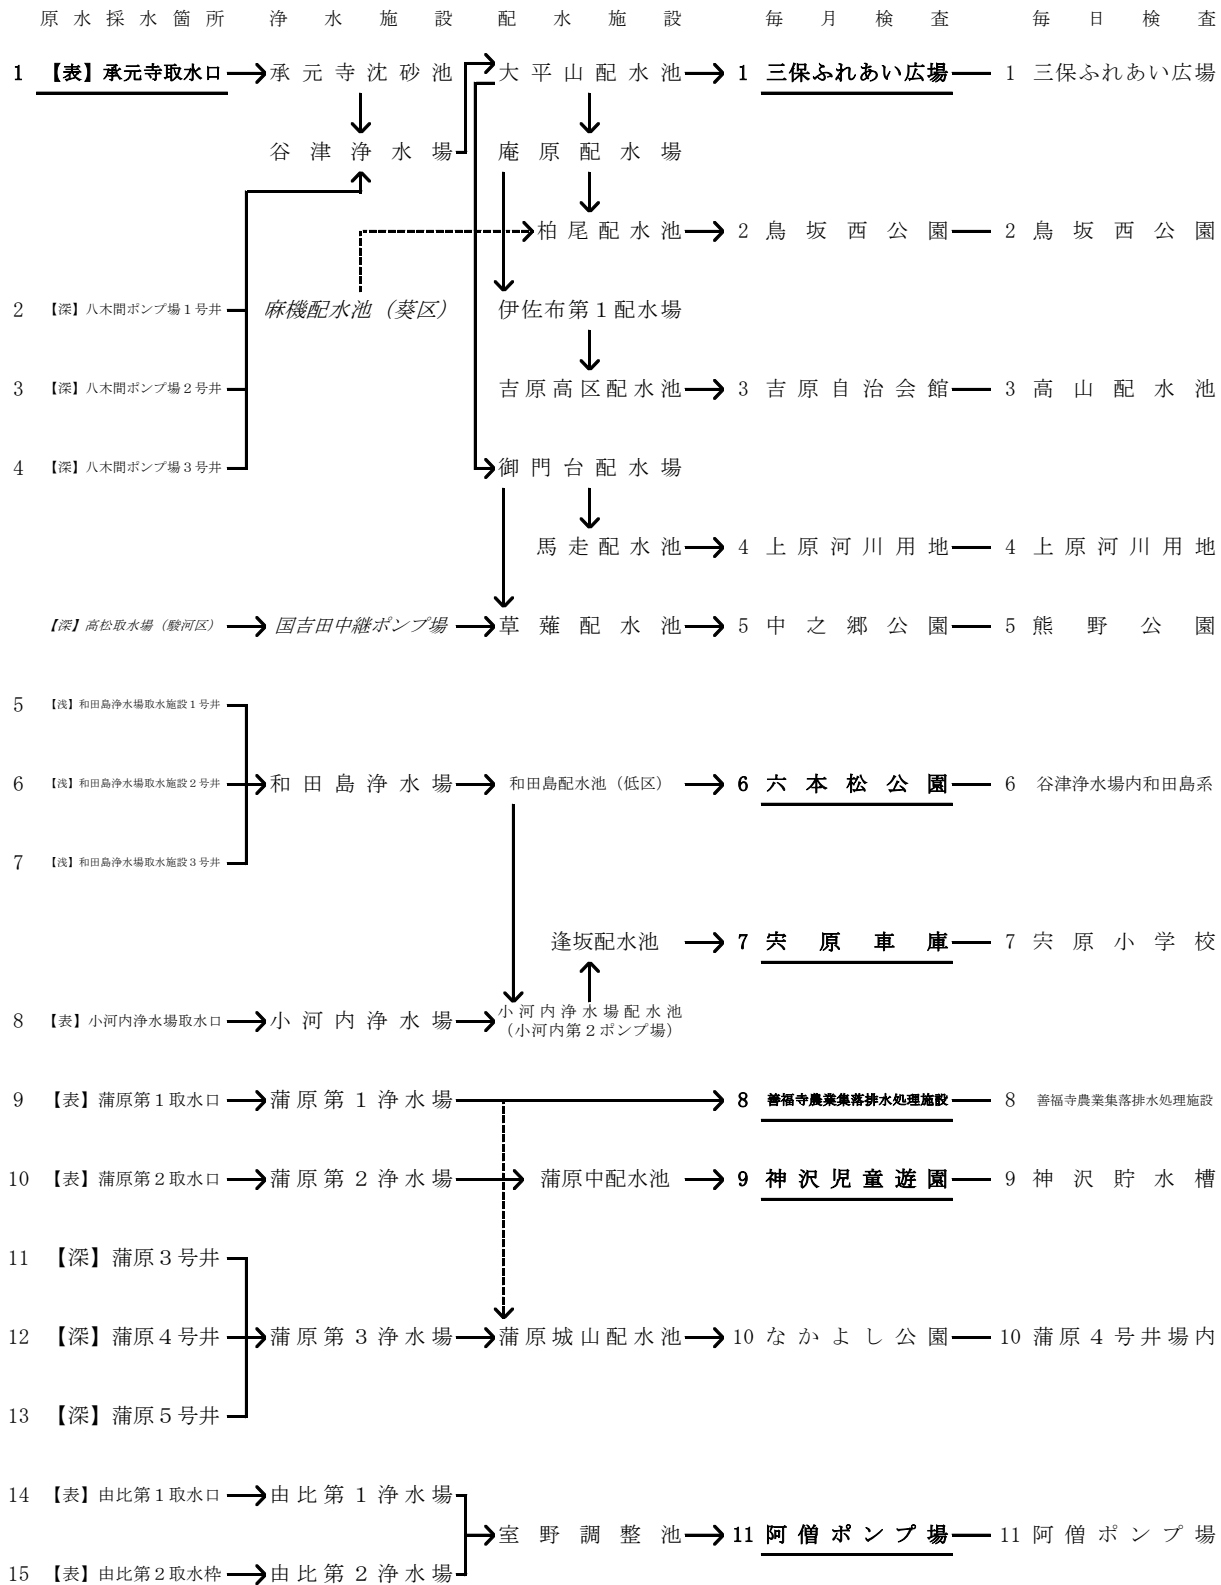 原水採水箇所 浄水施設 配水施設 毎月検査 毎日検査
1 【表】承元寺取水口 承元寺沈砂池 大平山配水池 1 三保ふれあい広場 1 三保ふれあい広場
谷津浄水場 庵原配水場
柏尾配水池 2 鳥坂西公園 2 鳥坂西公園
2 【深】八木間ポンプ場1号井 麻機配水池（葵区） 伊佐布第1配水場
3 【深】八木間ポンプ場2号井 吉原高区配水池 3 吉原自治会館 3 高山配水池
4 【深】八木間ポンプ場3号井 御門台配水場
馬走配水池 4 上原河川用地 4 上原河川用地
【深】高松取水場（駿河区） 国吉田中継ポンプ場 草薙配水池 5 中之郷公園 5 熊野公園
5 【浅】和田島浄水場取水施設1号井
6 【浅】和田島浄水場取水施設2号井 和田島浄水場 和田島配水池（低区） 6 六本松公園 6 谷津浄水場内和田島系
7 【浅】和田島浄水場取水施設3号井
逢坂配水池 7 宍原車庫 7 宍原小学校
8 【表】小河内浄水場取水口 小河内浄水場 小河内浄水場配水池
（小河内第2ポンプ場）
9 【表】蒲原第1取水口 蒲原第1浄水場 8 善福寺農業集落排水処理施設 8 善福寺農業集落排水処理施設
10 【表】蒲原第2取水口 蒲原第2浄水場 蒲原中配水池 9 神沢児童遊園 9 神沢貯水槽
11 【深】蒲原3号井
12 【深】蒲原4号井 蒲原第3浄水場 蒲原城山配水池 10 なかよし公園 10 蒲原4号井場内
13 【深】蒲原5号井
14 【表】由比第1取水口 由比第1浄水場
室野調整池 11 阿僧ポンプ場 11 阿僧ポンプ場
15 【表】由比第2取水枠 由比第2浄水場